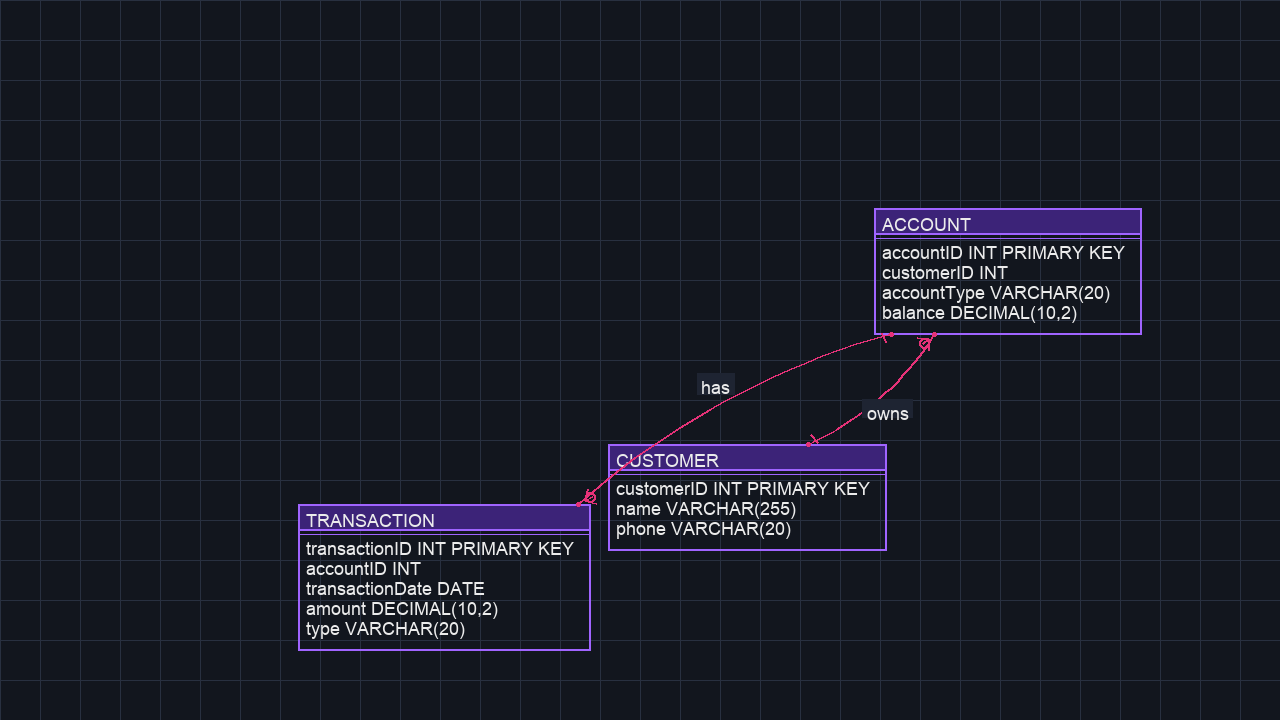 ACCOUNT
accountID INT PRIMARY KEY
customerID INT
accountType VARCHAR(20)
balance DECIMAL(10,2)
has
owns
CUSTOMER
customerID INT PRIMARY KEY
name VARCHAR(255)
phone VARCHAR(20)
TRANSACTION
transactionID INT PRIMARY KEY
accountID INT
transactionDate DATE
amount DECIMAL(10,2)
type VARCHAR(20)